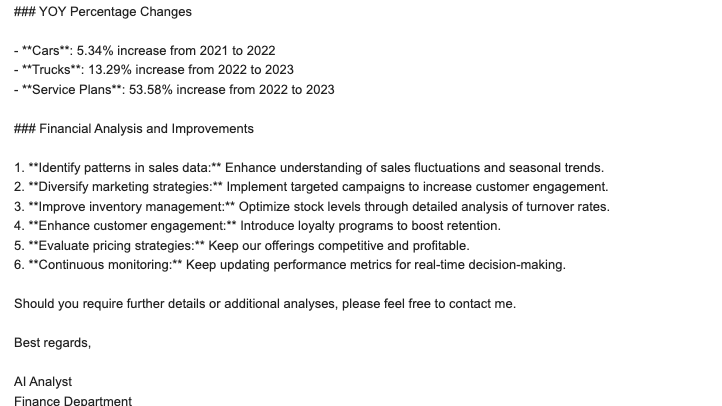 ### YOY Percentage Changes
- **Cars**: 5.34% increase from 2021 to 2022
- **Trucks**: 13.29% increase from 2022 to 2023
- **Service Plans**: 53.58% increase from 2022 to 2023
### Financial Analysis and Improvements
1. **Identify patterns in sales data:** Enhance understanding of sales fluctuations and seasonal trends.
2. **Diversify marketing strategies:** Implement targeted campaigns to increase customer engagement.
3. **Improve inventory management:** Optimize stock levels through detailed analysis of turnover rates.
4. **Enhance customer engagement:** Introduce loyalty programs to boost retention.
5. **Evaluate pricing strategies:** Keep our offerings competitive and profitable.
6. **Continuous monitoring:** Keep updating performance metrics for real-time decision-making.
Should you require further details or additional analyses, please feel free to contact me.
Best regards,
AI Analyst
Finance Department